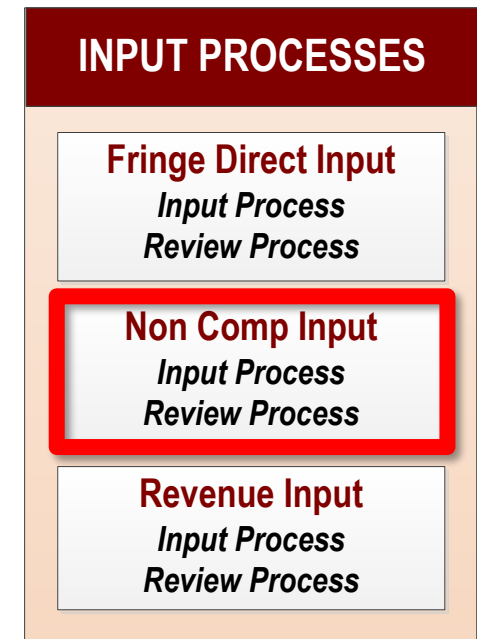 INPUT PROCESSES
Fringe Direct Input
Input Process
Review Process
Non Comp Input
Input Process
Review Process
Revenue Input
Input Process
Review Process